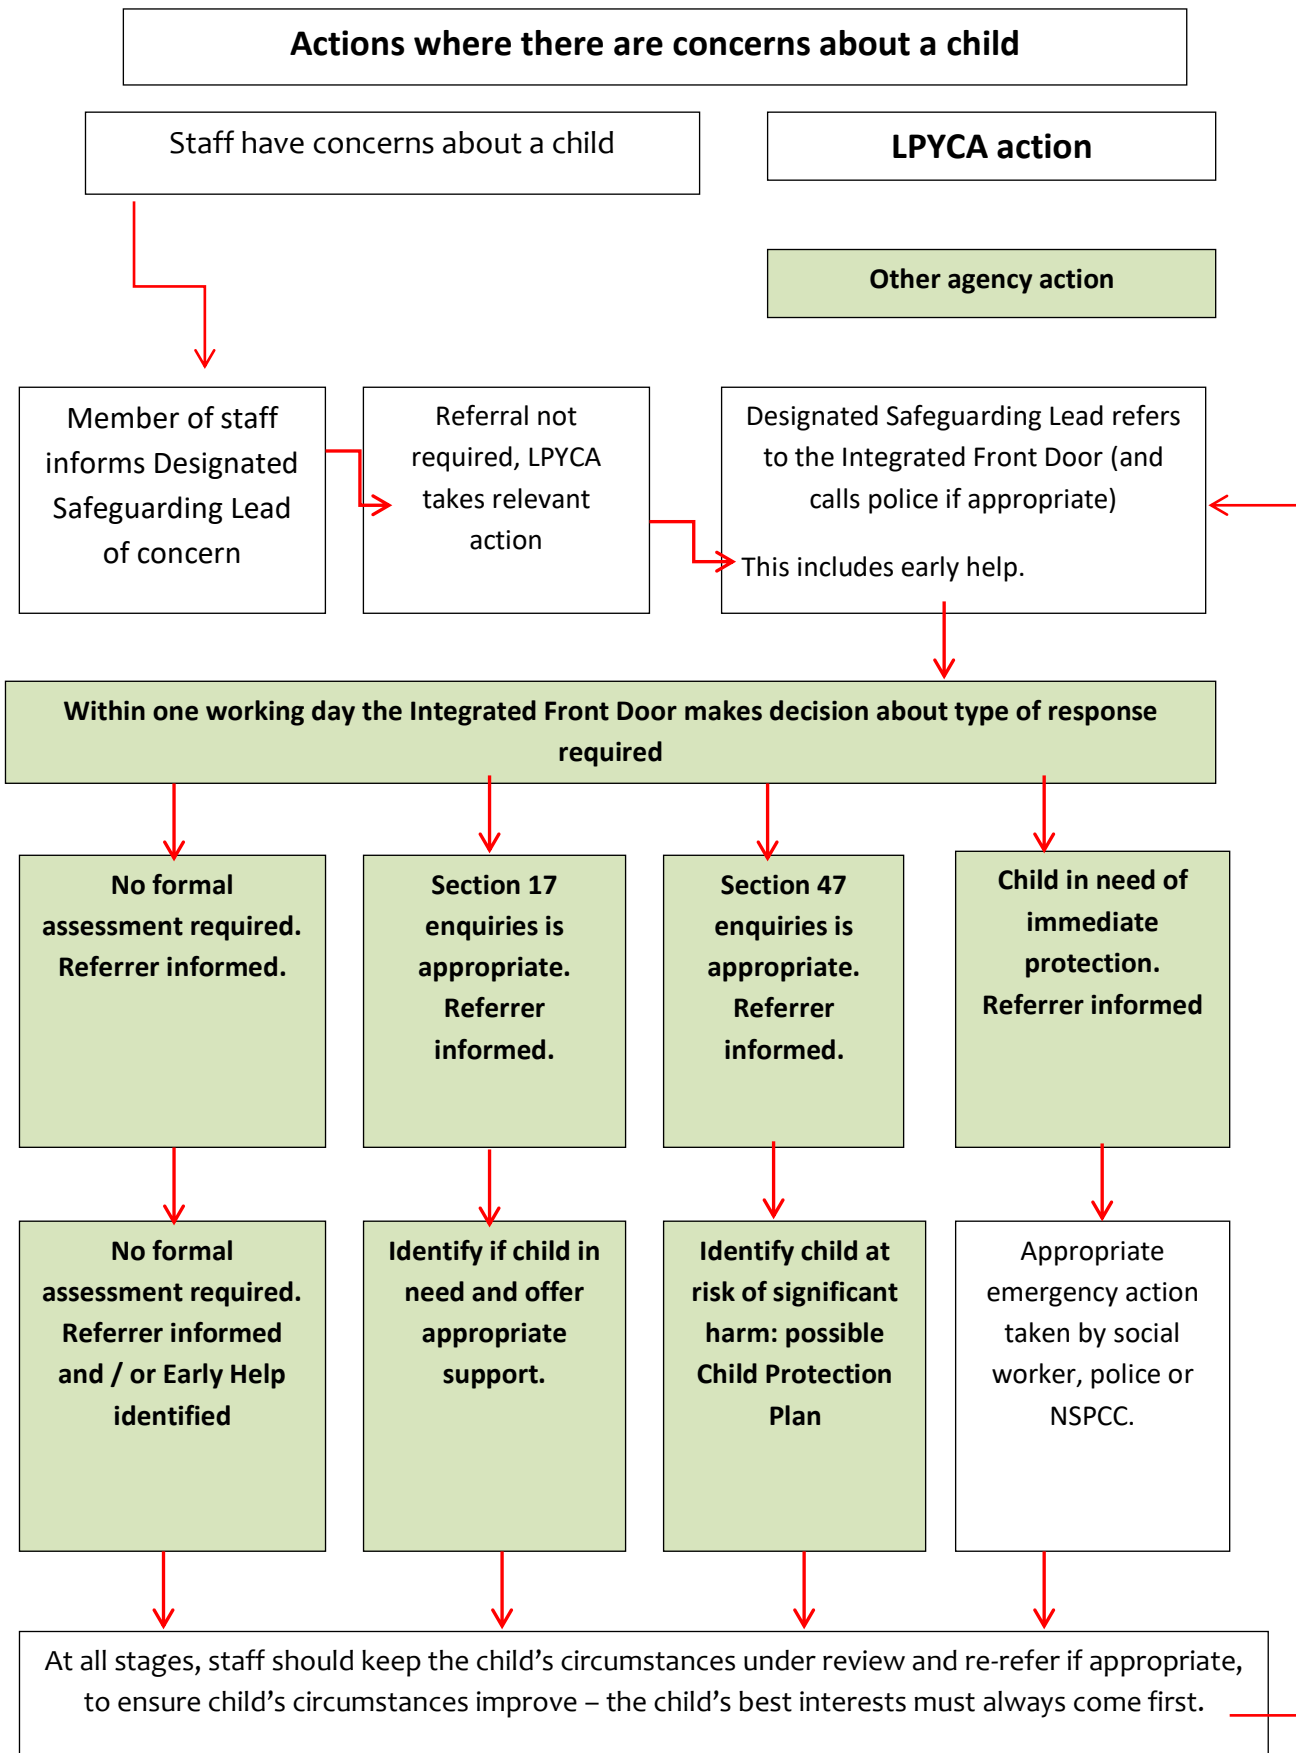 Actions where there are concerns about a child
Staff have concerns about a child
LPYCA action
Other agency action
Member of staff
informs Designated
Safeguarding Lead
of concern
Referral not
required, LPYCA
takes relevant
action
Designated Safeguarding Lead refers
to the Integrated Front Door (and
calls police if appropriate)
This includes early help.
Within one working day the Integrated Front Door makes decision about type of response
required
No formal
assessment required.
Referrer informed.
Section 17
enquiries is
appropriate.
Referrer
informed.
Section 47
enquiries is
appropriate.
Referrer
informed.
Child in need of
immediate
protection.
Referrer informed
No formal
assessment required.
Referrer informed
and / or Early Help
identified
Identify if child in
need and offer
appropriate
support.
Identify child at
risk of significant
harm: possible
Child Protection
Plan
Appropriate
emergency action
taken by social
worker, police or
NSPCC.
At all stages, staff should keep the child’s circumstances under review and re-refer if appropriate,
to ensure child’s circumstances improve – the child’s best interests must always come first.